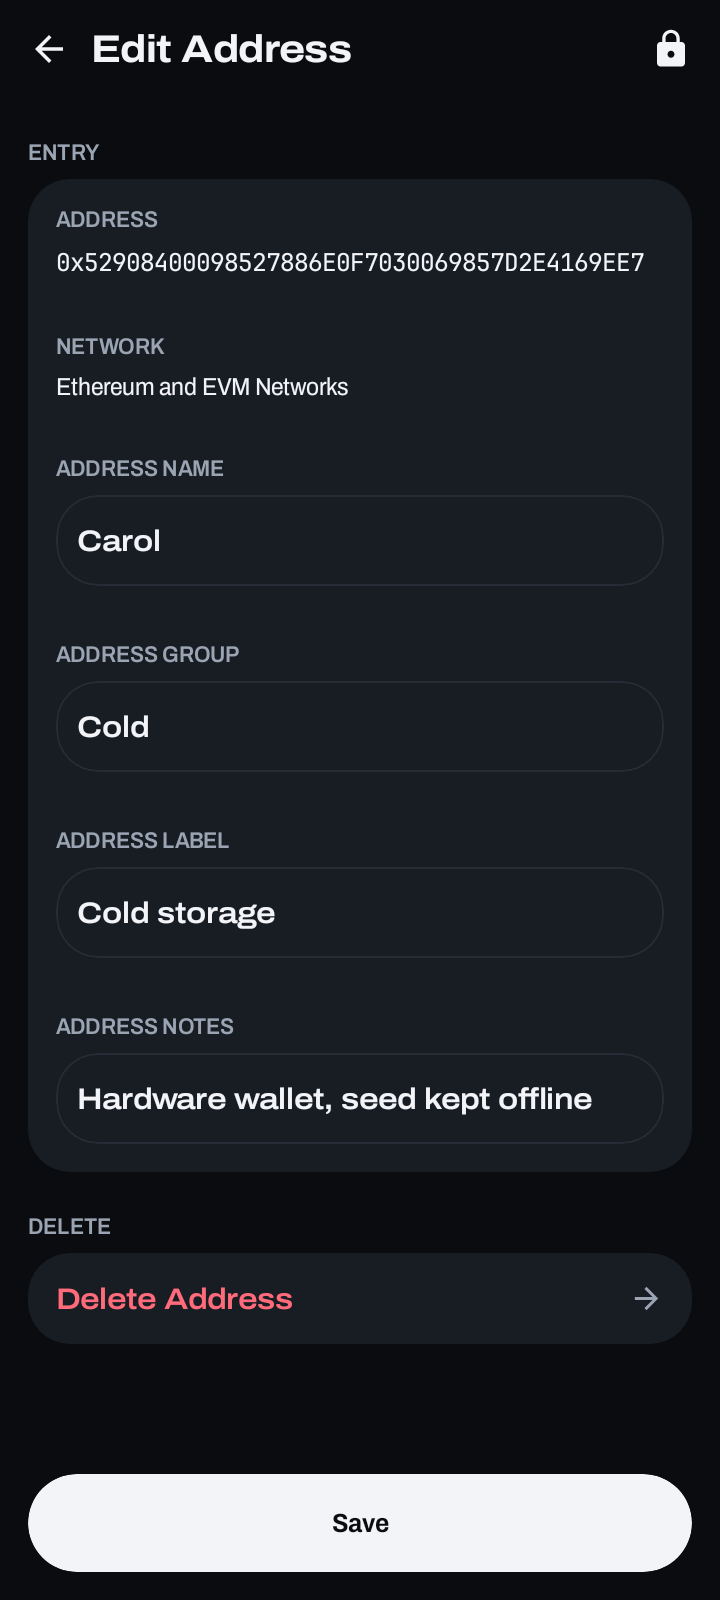 Edit Address
ENTRY
ADDRESS
0x52908400098527886E0F7030069857D2E4169EE7
NETWORK
Ethereum and EVM Networks
ADDRESS NAME
Carol
ADDRESS GROUP
Cold
ADDRESS LABEL
Cold storage
ADDRESS NOTES
Hardware wallet, seed kept offline
DELETE
Delete Address
Save